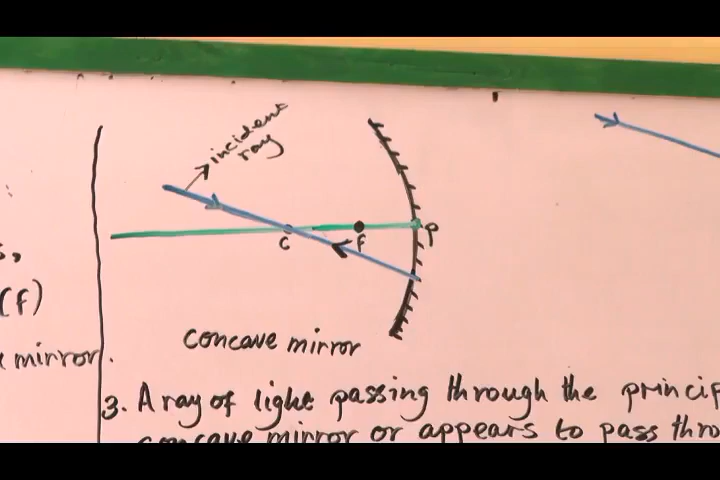 incident
ray
s,
(F)
e mirror.
C
F
P
concave mirror
3. A ray of light passing through the princip
concave mirror or appears to pass thro